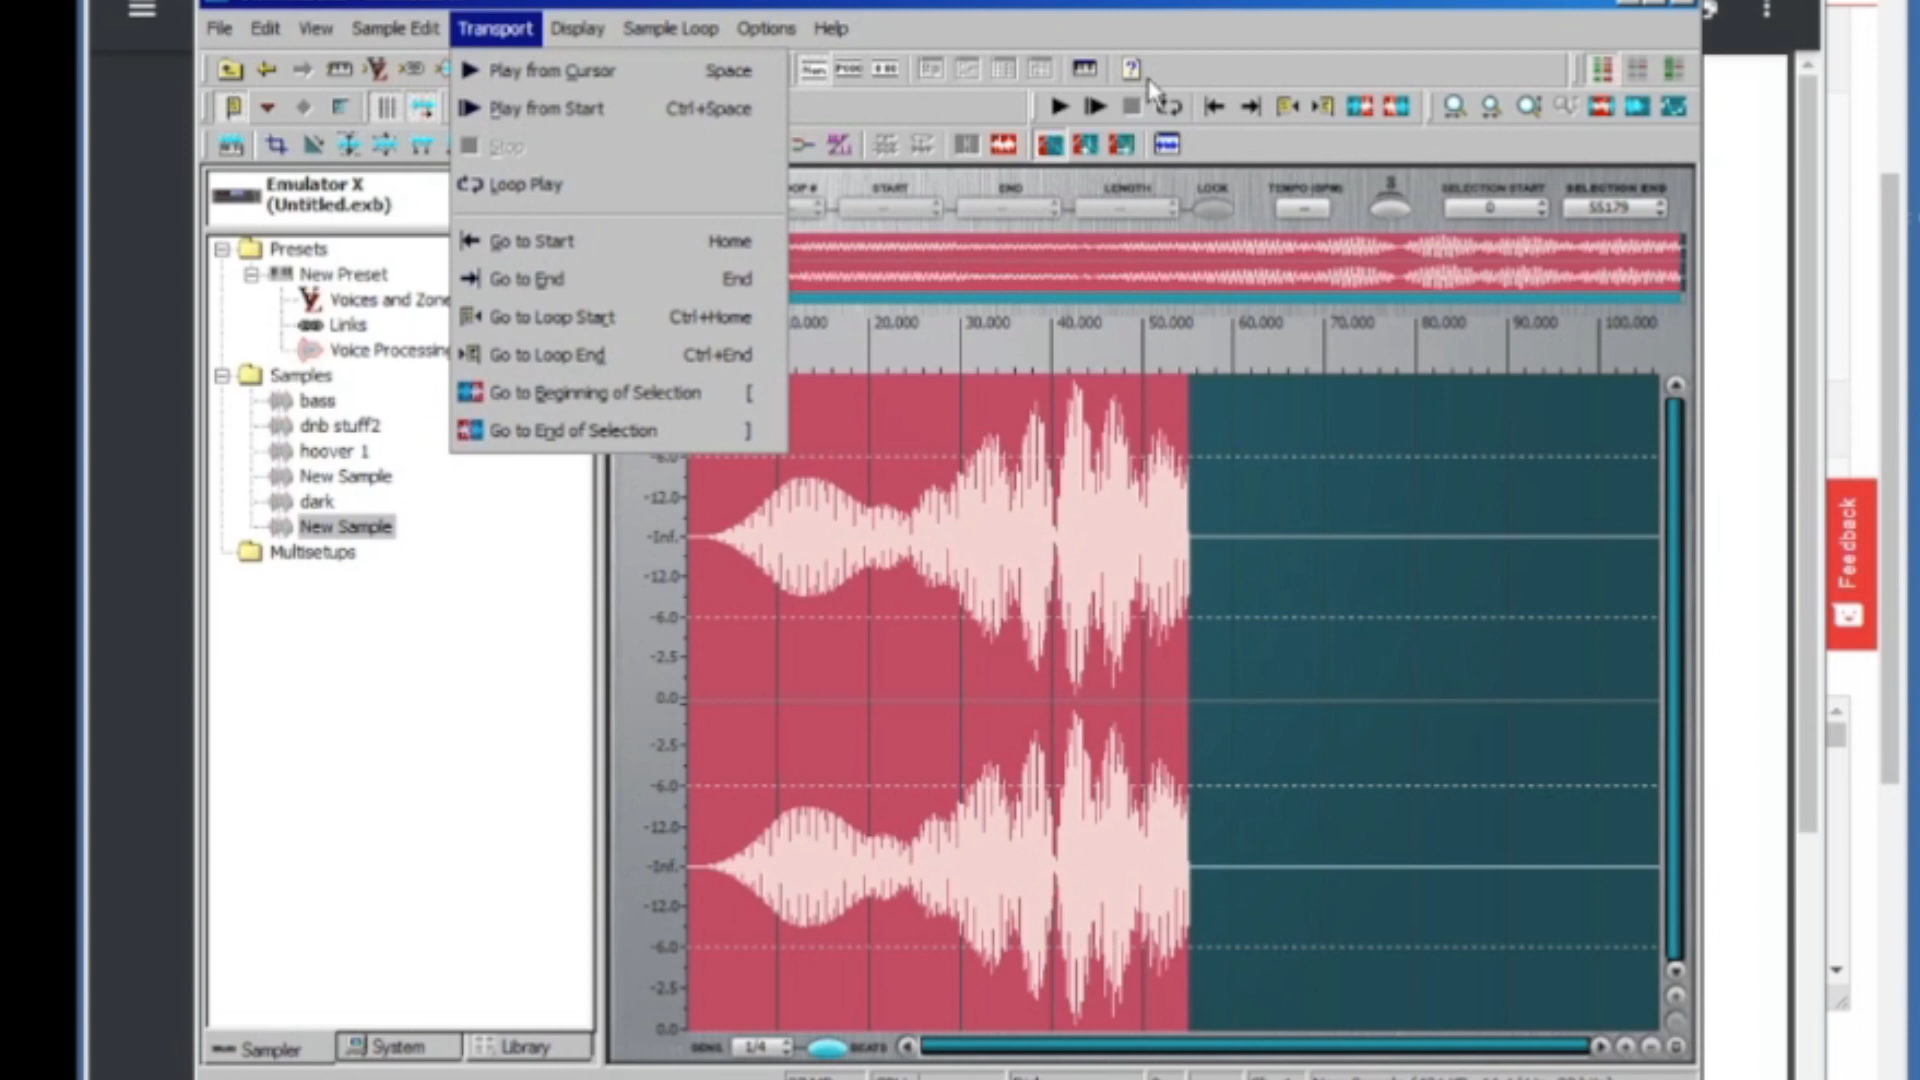 File Edit View Sample Edit Transport Display Sample Loop Options Help
Play from Cursor Space
Play from Start Ctrl+Space
Stop
Loop Play
Go to Start Home
Go to End End
Go to Loop Start Ctrl+Home
Go to Loop End Ctrl+End
Go to Beginning of Selection [
Go to End of Selection ]
Emulator X
(Untitled.exb)
Presets
New Preset
Voices and Zone
Links
Voice Processing
Samples
bass
dnb stuff2
hoover 1
New Sample
dark
New Sample
Multisetups
START END LENGTH LOCK TEMPO (BPM) S SELECTION START SELECTION END
0 55179
20.000 30.000 40.000 50.000 60.000 70.000 80.000 90.000 100.000
-6.0
-12.0
-Inf.
-12.0
-6.0
-2.5
0.0
-2.5
-6.0
-12.0
-Inf.
-12.0
-6.0
-2.5
0.0
1/4 BEATS
Sampler System Library
Feedback